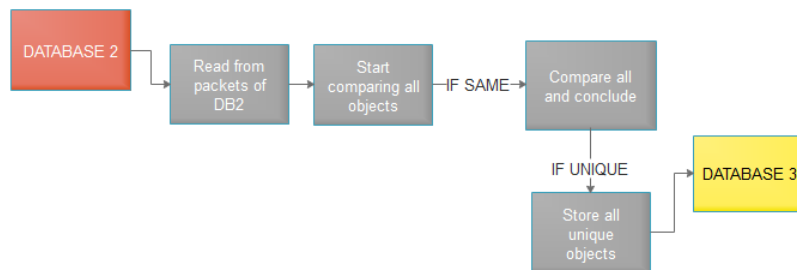 DATABASE 2
Read from
packets of
DB2
Start
comparing all
objects
IF SAME
Compare all
and conclude
IF UNIQUE
Store all
unique
objects
DATABASE 3